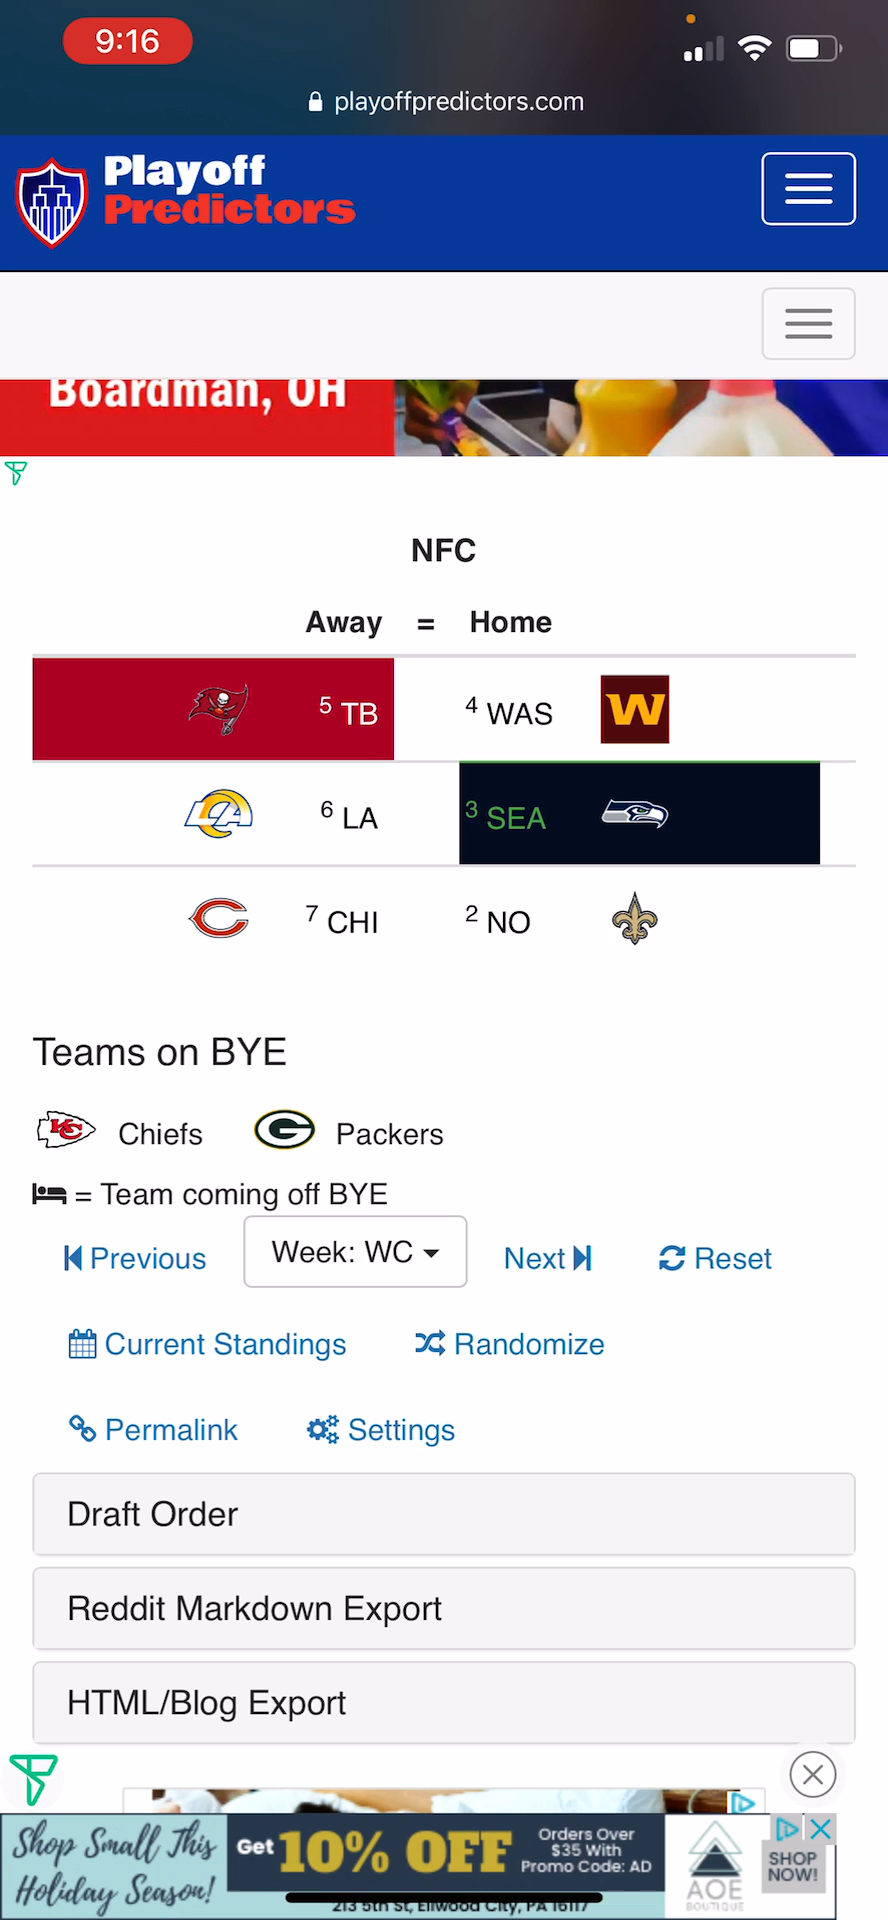 9:16
playoffpredictors.com
Playoff
Predictors
Boardman, OH
NFC
Away = Home
5 TB 4 WAS W
LA 6 LA 3 SEA
C 7 CHI 2 NO
Teams on BYE
KC Chiefs G Packers
= Team coming off BYE
Previous Week: WC Next Reset
Current Standings Randomize
Permalink Settings
Draft Order
Reddit Markdown Export
HTML/Blog Export
Shop Small This
Holiday Season!
Get 10% OFF
Orders Over
$35 With
Promo Code: AD
AOE
BOUTIQUE
SHOP
NOW!
213 5th St, Ellwood City, PA 16117